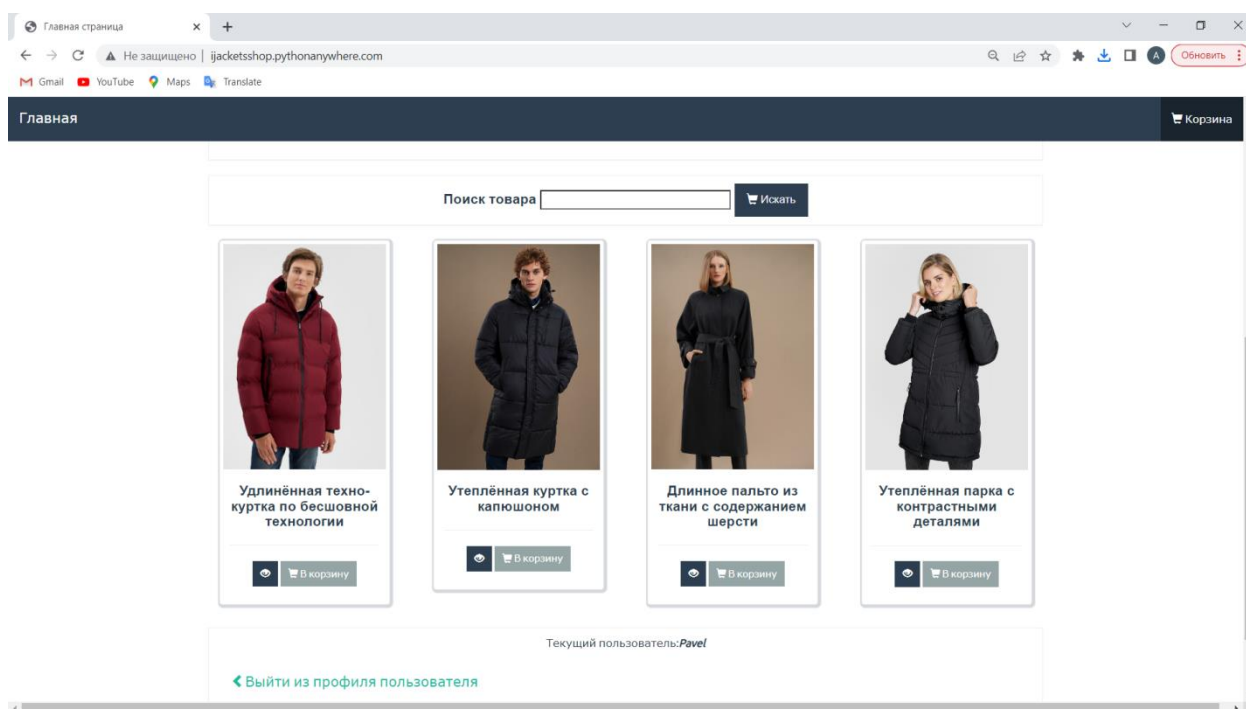 Главная страница
Не защищено | ijacketsshop.pythonanywhere.com
A
Обновить
Gmail YouTube Maps Translate
Главная
Корзина
Поиск товара
Искать
Удлинённая техно-
куртка по бесшовной
технологии
В корзину
Утеплённая куртка с
капюшоном
В корзину
Длинное пальто из
ткани с содержанием
шерсти
В корзину
Утеплённая парка с
контрастными
деталями
В корзину
Текущий пользователь:Pavel
Выйти из профиля пользователя